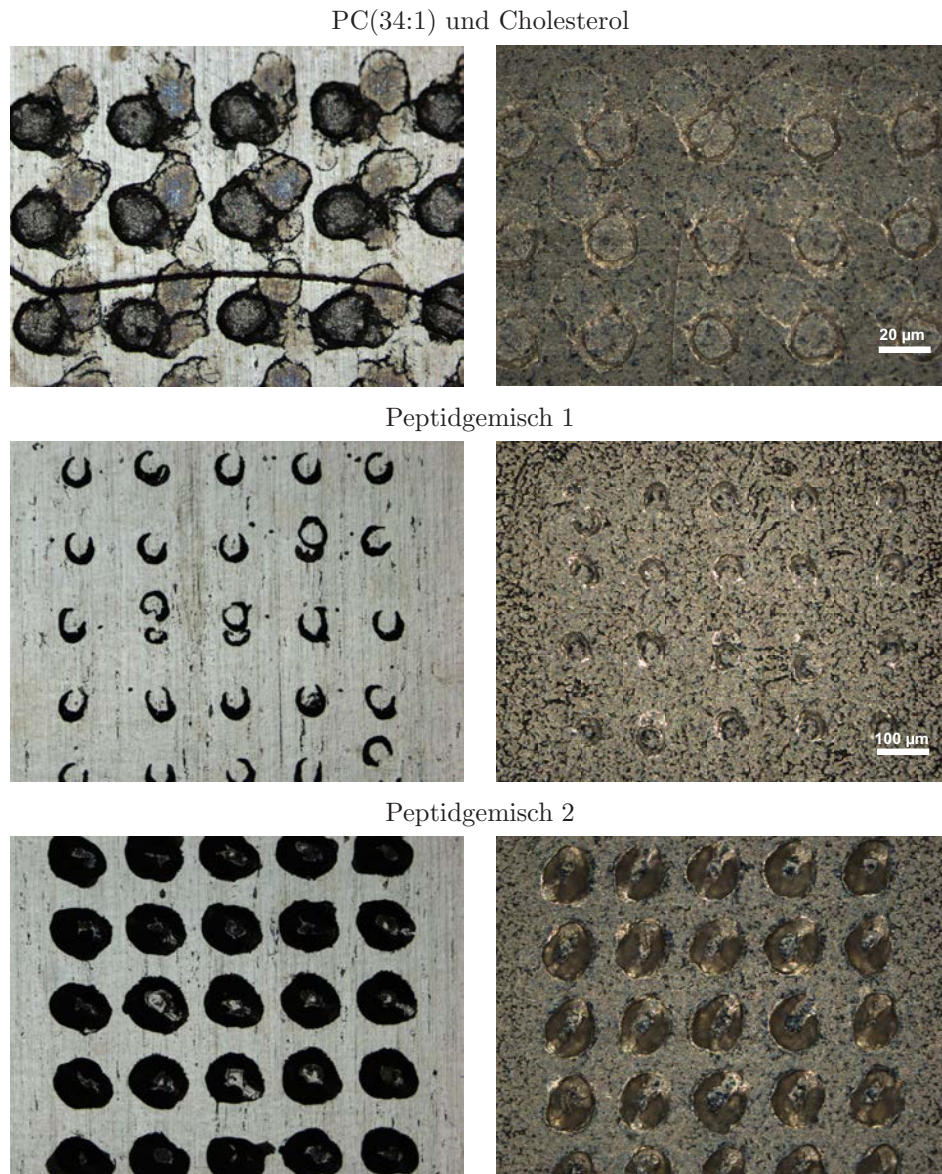 PC(34:1) und Cholesterol
20 µm
Peptidgemisch 1
100 µm
Peptidgemisch 2